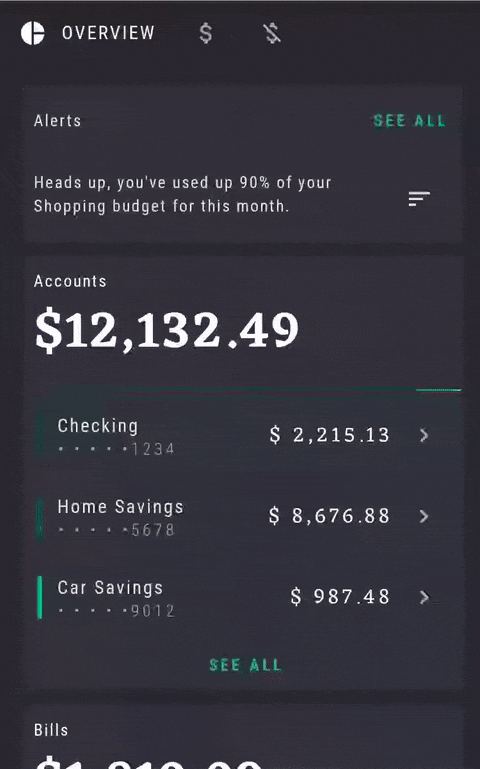 OVERVIEW $ $
Alerts SEE ALL
Heads up, you've used up 90% of your
Shopping budget for this month.
Accounts
$12,132.49
Checking $ 2,215.13
•••••1234
Home Savings $ 8,676.88
•••••5678
Car Savings $ 987.48
•••••9012
SEE ALL
Bills